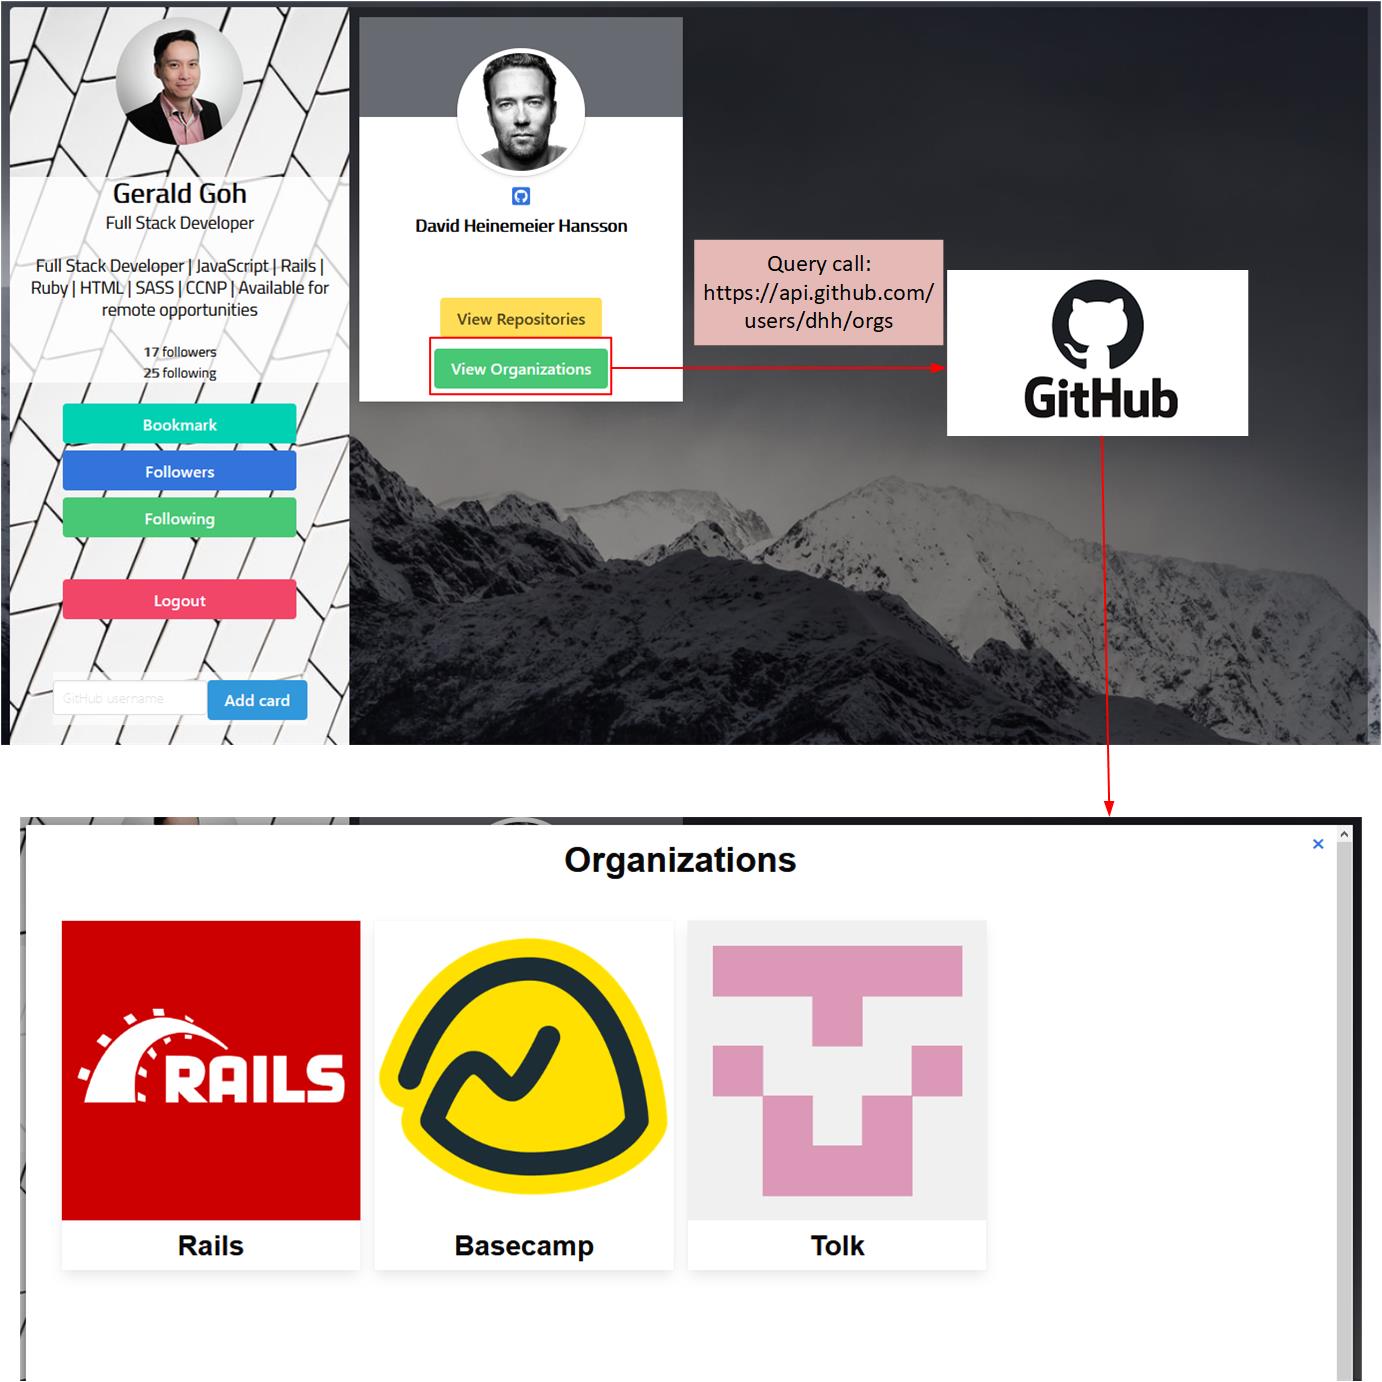 Gerald Goh
Full Stack Developer
Full Stack Developer | JavaScript | Rails |
Ruby | HTML | SASS | CCNP | Available for
remote opportunities
17 followers
25 following
Bookmark
Followers
Following
Logout
GitHub username
Add card
David Heinemeier Hansson
View Repositories
View Organizations
Query call:
https://api.github.com/
users/dhh/orgs
GitHub
Organizations
×
RAILS
Rails
Basecamp
Tolk